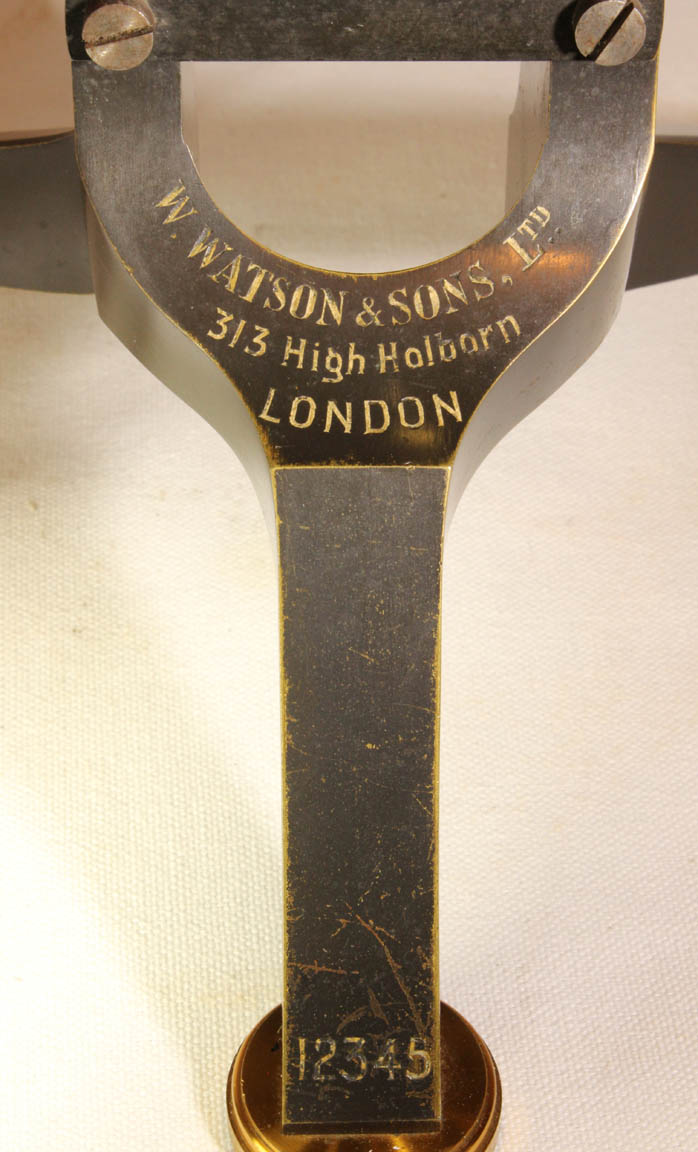 W. WATSON & SONS, LTD.
313 High Holborn
LONDON
12345